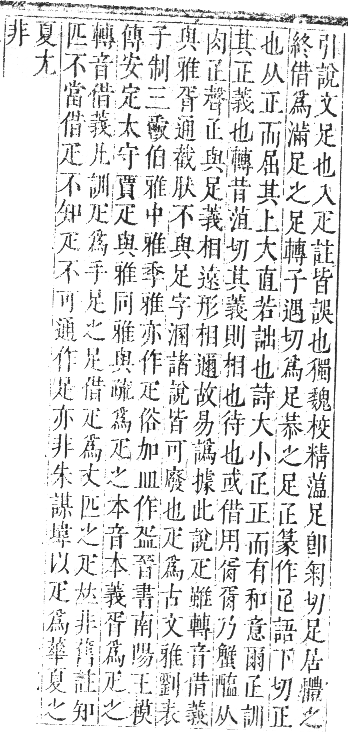 引說文足也入疋註皆誤也獨魏校精薀足卽氣切足居體之
終借爲滿足之足轉子遇切爲足恭之足疋篆作𤴓語下切正
也从正而屈其上大直若詘也詩大小疋正而有和意爾疋訓
其正義也轉昔𦵔切其義則相也待也或借用胥胥乃蟹醢从
肉疋聲疋與足義相遠形相邇故易譌據此說疋雖轉音借義
與雅胥通截肰不與足字溷諸說皆可廢也疋爲古文雅劉表
子制三爵伯雅中雅季雅亦作疋俗加皿作盃晉書南陽王模
傳安定太守賈疋與雅同雅與疏爲疋之本音本義胥爲疋之
轉音借義凡訓疋爲手足之足借疋爲丈匹之疋𠀤非舊註知
匹不當借疋不知疋不可通作足亦非朱謀㙔以疋爲華夏之
夏尢
非